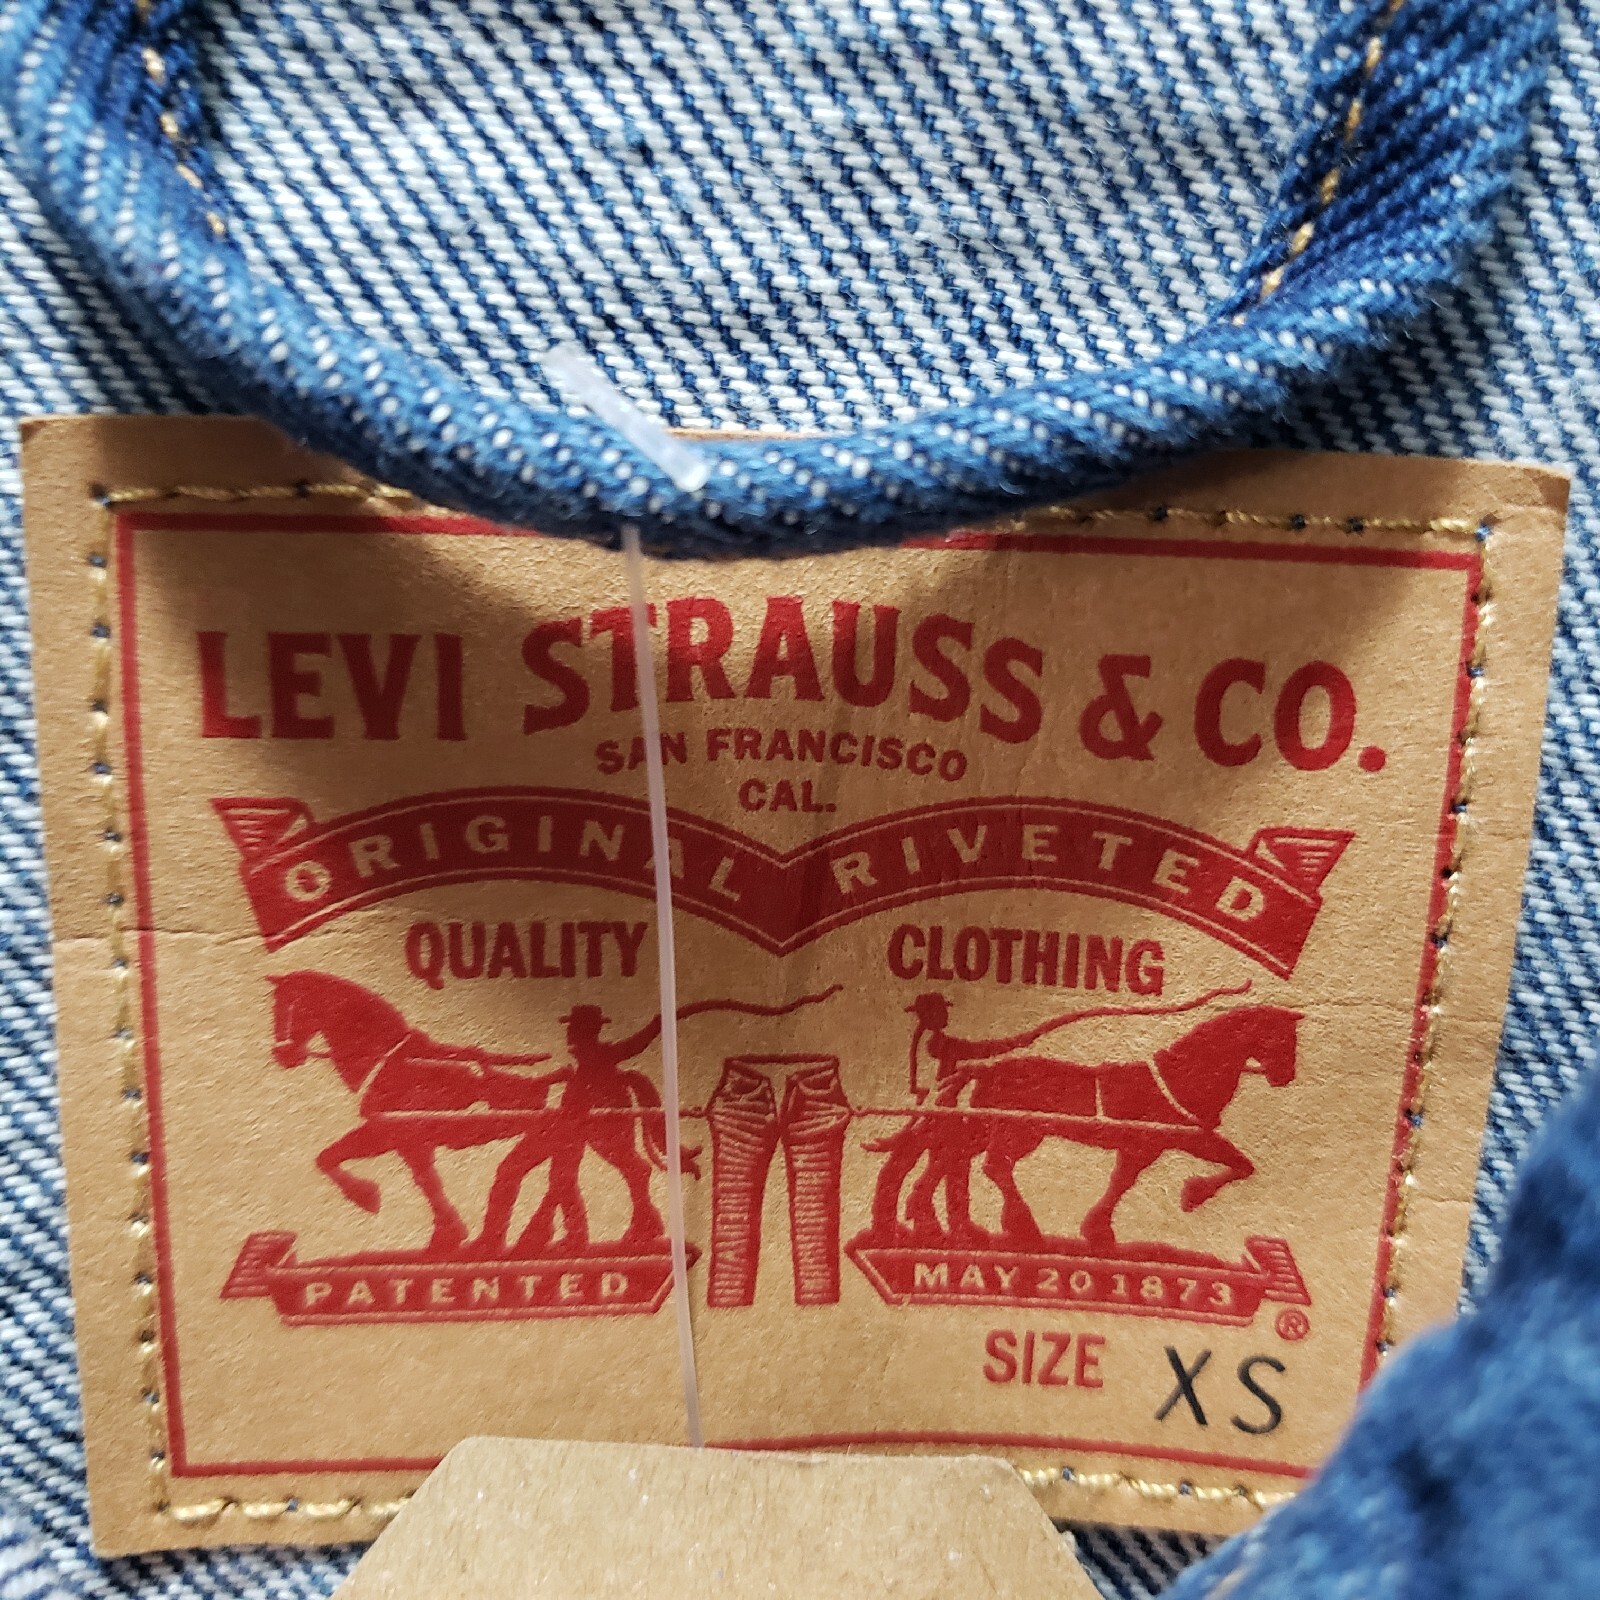 LEVI STRAUSS & CO.
SAN FRANCISCO
CAL.
ORIGINAL RIVETED
QUALITY CLOTHING
PATENTED MAY 20 1873
®
SIZE XS